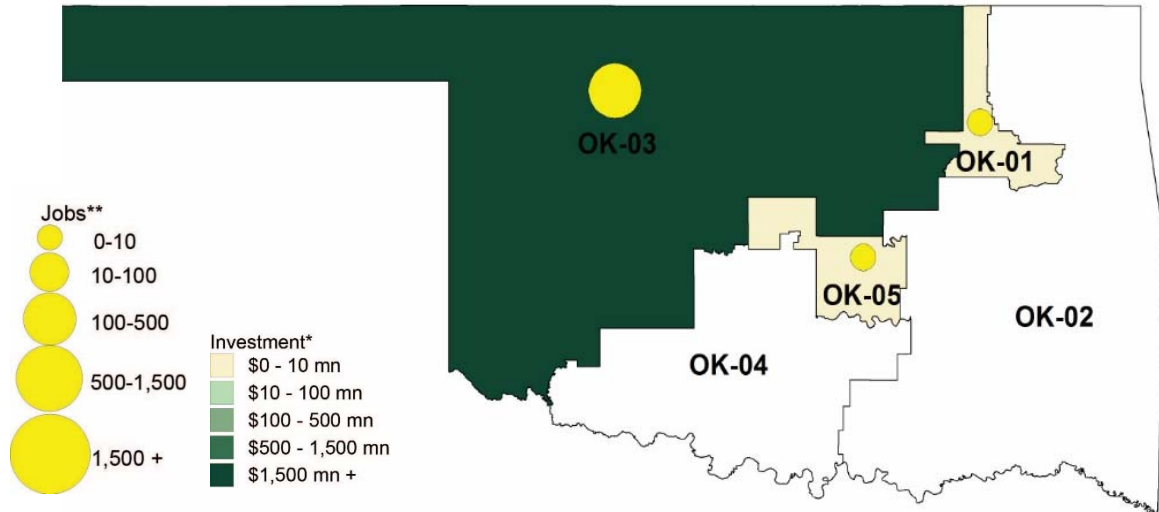 OK-03
OK-01
Jobs**
0-10
10-100
100-500
500-1,500
1,500 +
Investment*
$0 - 10 mn
$10 - 100 mn
$100 - 500 mn
$500 - 1,500 mn
$1,500 mn +
OK-05
OK-02
OK-04